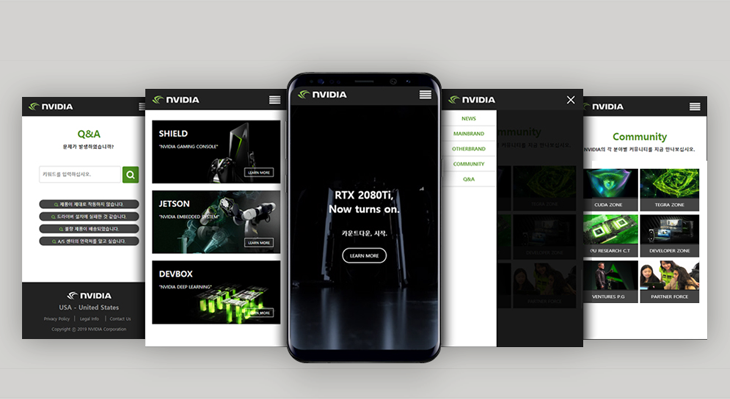 NVIDIA
Q&A
문제가 발생하였습니까?
키워드를 입력하십시오.
제품이 제대로 작동하지 않습니다.
드라이버 설치에 실패한 것 같습니다.
불량 제품이 배송되었습니다.
A/S 센터의 연락처를 알고 싶습니다.
NVIDIA
USA - United States
Privacy Policy | Legal Info | Contact Us
Copyright ⓒ 2018 NVIDIA Corporation
NVIDIA
SHIELD
"NVIDIA GAMING CONSOLE"
LEARN MORE
JETSON
"NVIDIA EMBEDDED SYSTEM"
LEARN MORE
DEVBOX
"NVIDIA DEEP LEARNING"
LEARN MORE
NVIDIA
RTX 2080Ti,
Now turns on.
카운트다운, 시작.
LEARN MORE
NVIDIA
NEWS
MAINBRAND
OTHERBRAND
COMMUNITY
Q&A
NVIDIA
Community
NVIDIA의 각 분야별 커뮤니티를 지금 만나보십시오.
CUDA ZONE
TEGRA ZONE
PU RESEARCH C.T
DEVELOPER ZONE
VENTURES P.G
PARTNER FORCE